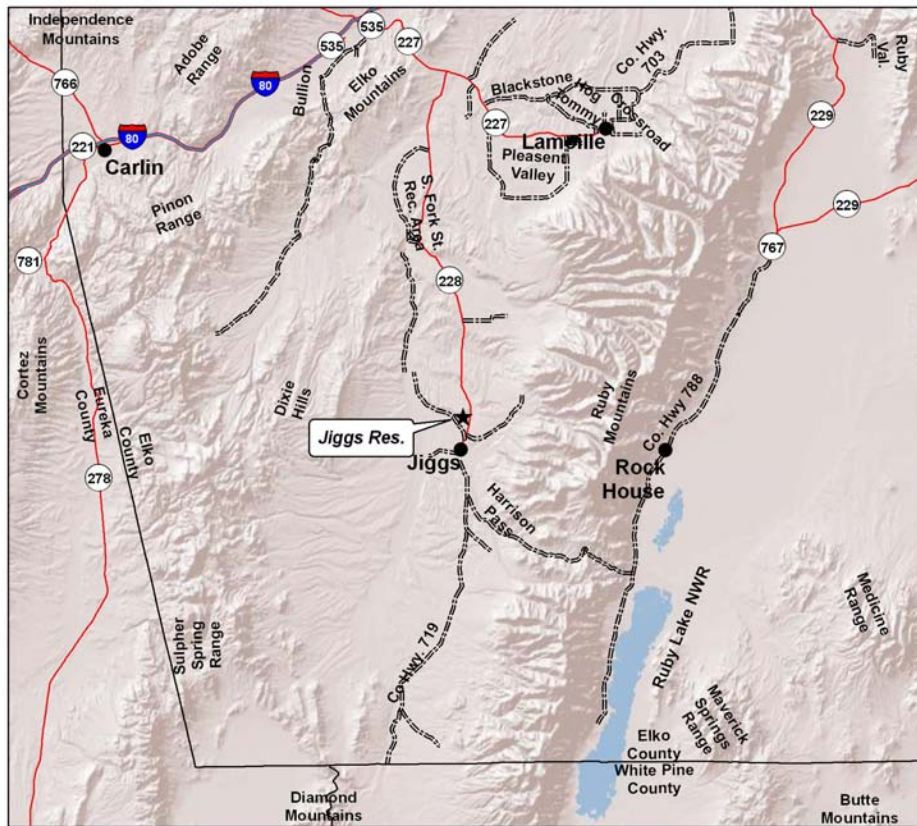 Independence
Mountains
Adobe
Range
535
535
227
Bullion
Elko
Mountains
Co. Hwy.
703
Ruby
Val.
766
80
Blackstone
Hog
Tommy
Crossroad
80
227
229
221
Carlin
Lamoille
Pleasent
Valley
Pinon
Range
S. Fork St.
Rec. Area
229
767
781
228
Cortez
Mountains
Eureka
County
Elko
County
Dixie
Hills
Ruby
Mountains
Co. Hwy 788
Jiggs Res.
Jiggs
Rock
House
278
Harrison
Pass
Medicine
Range
Sulpher
Spring
Range
Co Hwy. 719
Ruby Lake NWR
Maverick
Springs
Range
Elko
County
White Pine
County
Diamond
Mountains
Butte
Mountains